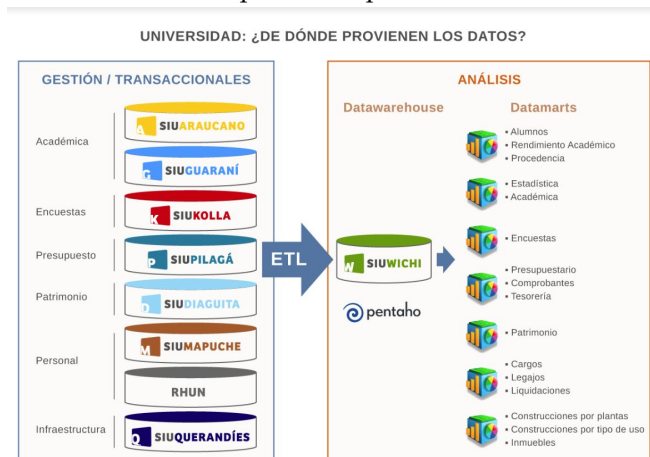 UNIVERSIDAD: ¿DE DÓNDE PROVIENEN LOS DATOS?
GESTIÓN / TRANSACCIONALES
Académica
A SIUARAUCANO
G SIUGUARANÍ
Encuestas
K SIUKOLLA
Presupuesto
P SIUPILAGÁ
Patrimonio
D SIUDIAGUITA
Personal
M SIUMAPUCHE
RHUN
Infraestructura
Q SIUQUERANDÍES
ETL
ANÁLISIS
Datawarehouse
W SIUWICHI
pentaho
Datamarts
• Alumnos
• Rendimiento Académico
• Procedencia
• Estadística
• Académica
• Encuestas
• Presupuestario
• Comprobantes
• Tesorería
• Patrimonio
• Cargos
• Legajos
• Liquidaciones
• Construcciones por plantas
• Construcciones por tipo de uso
• Inmuebles